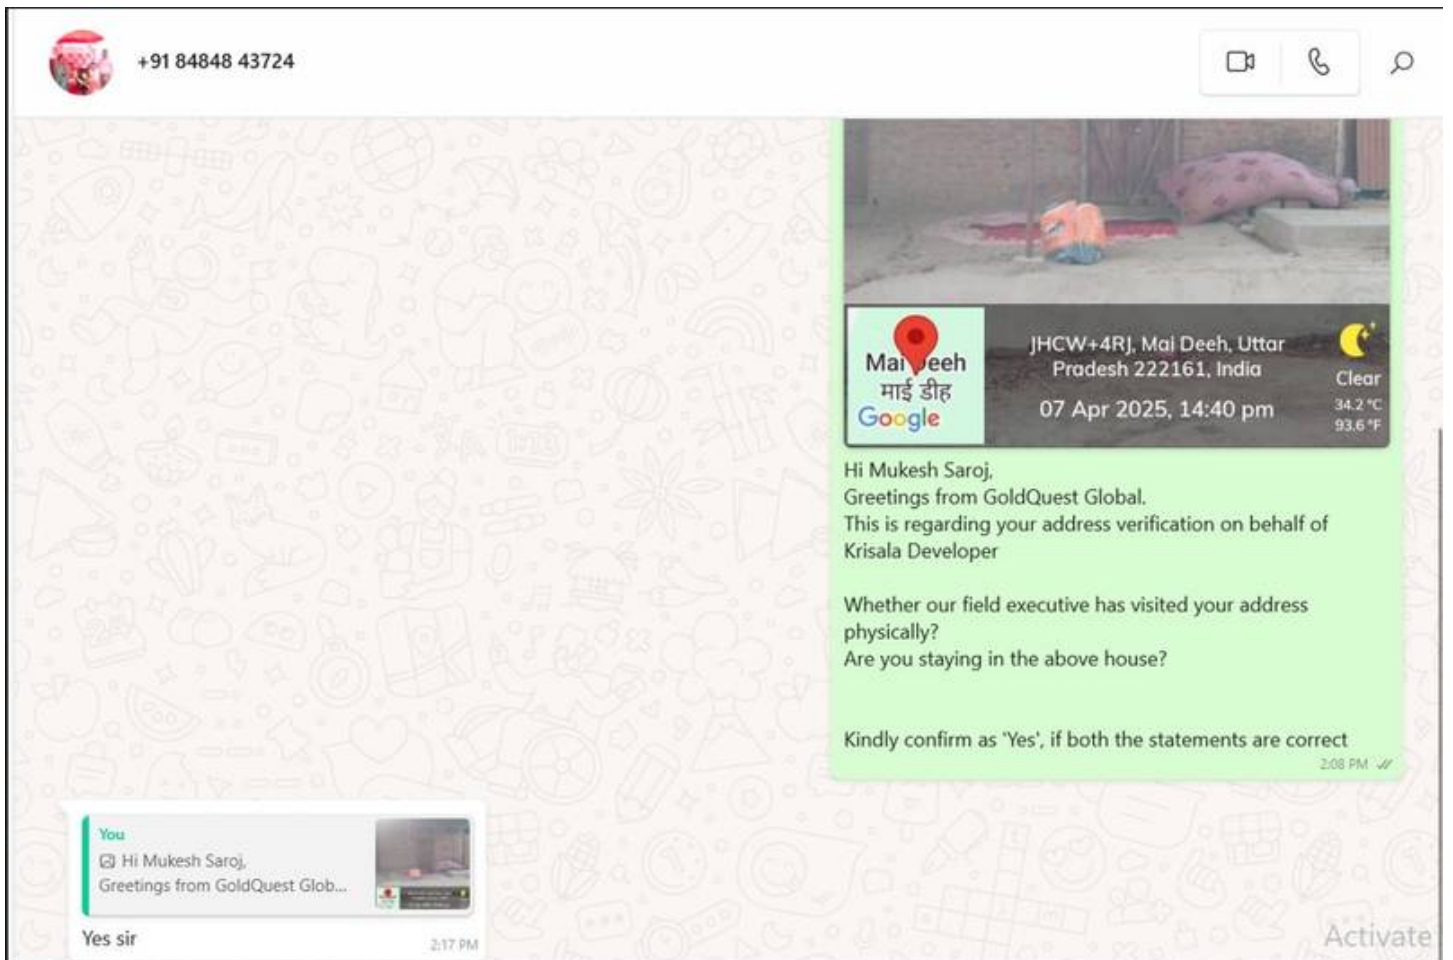 +91 84848 43724
Mai Deeh
माई डीह
Google
JHCW+4RJ, Mai Deeh, Uttar
Pradesh 222161, India
07 Apr 2025, 14:40 pm
Clear
34.2 °C
93.6 °F
Hi Mukesh Saroj,
Greetings from GoldQuest Global.
This is regarding your address verification on behalf of
Krisala Developer
Whether our field executive has visited your address
physically?
Are you staying in the above house?
Kindly confirm as 'Yes', if both the statements are correct
2:08 PM
You
Hi Mukesh Saroj,
Greetings from GoldQuest Glob...
Yes sir
2:17 PM
Activate